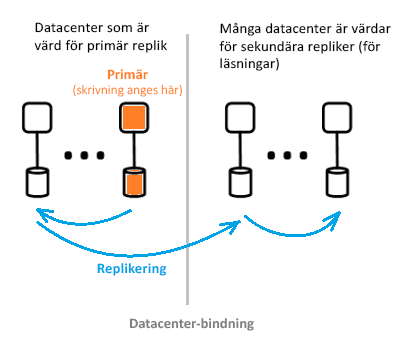 Datacenter som är
värd för primär replik
Många datacenter är värdar
för sekundära repliker (för
läsningar)
Primär
(skrivning anges här)
Replikering
Datacenter-bindning